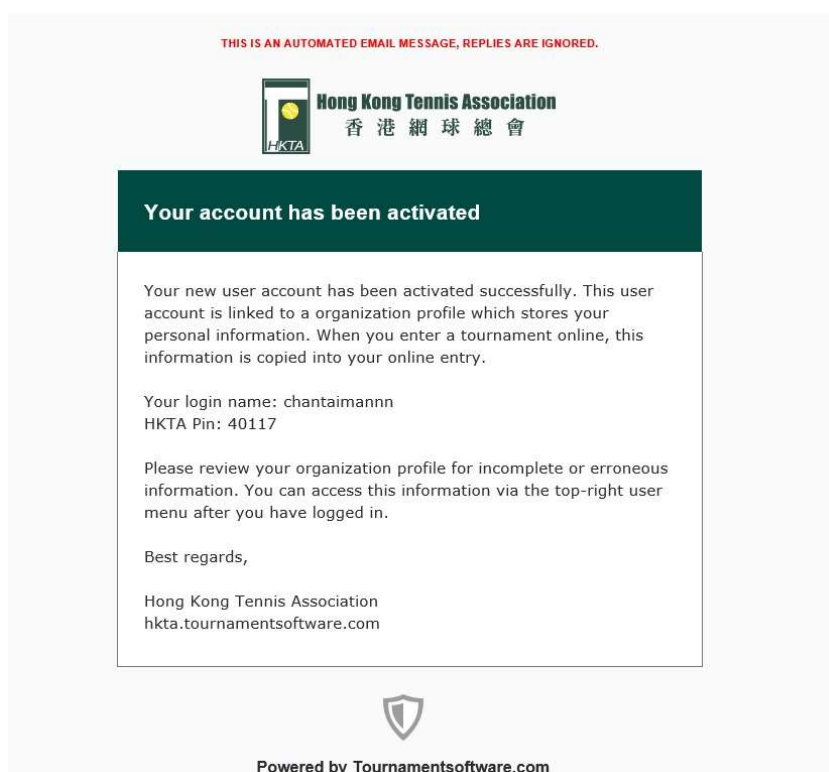 THIS IS AN AUTOMATED EMAIL MESSAGE, REPLIES ARE IGNORED.
Hong Kong Tennis Association
香港網球總會
HKTA
Your account has been activated
Your new user account has been activated successfully. This user
account is linked to a organization profile which stores your
personal information. When you enter a tournament online, this
information is copied into your online entry.
Your login name: chantaimannn
HKTA Pin: 40117
Please review your organization profile for incomplete or erroneous
information. You can access this information via the top-right user
menu after you have logged in.
Best regards,
Hong Kong Tennis Association
hkta.tournamentsoftware.com
Powered by Tournamentsoftware.com